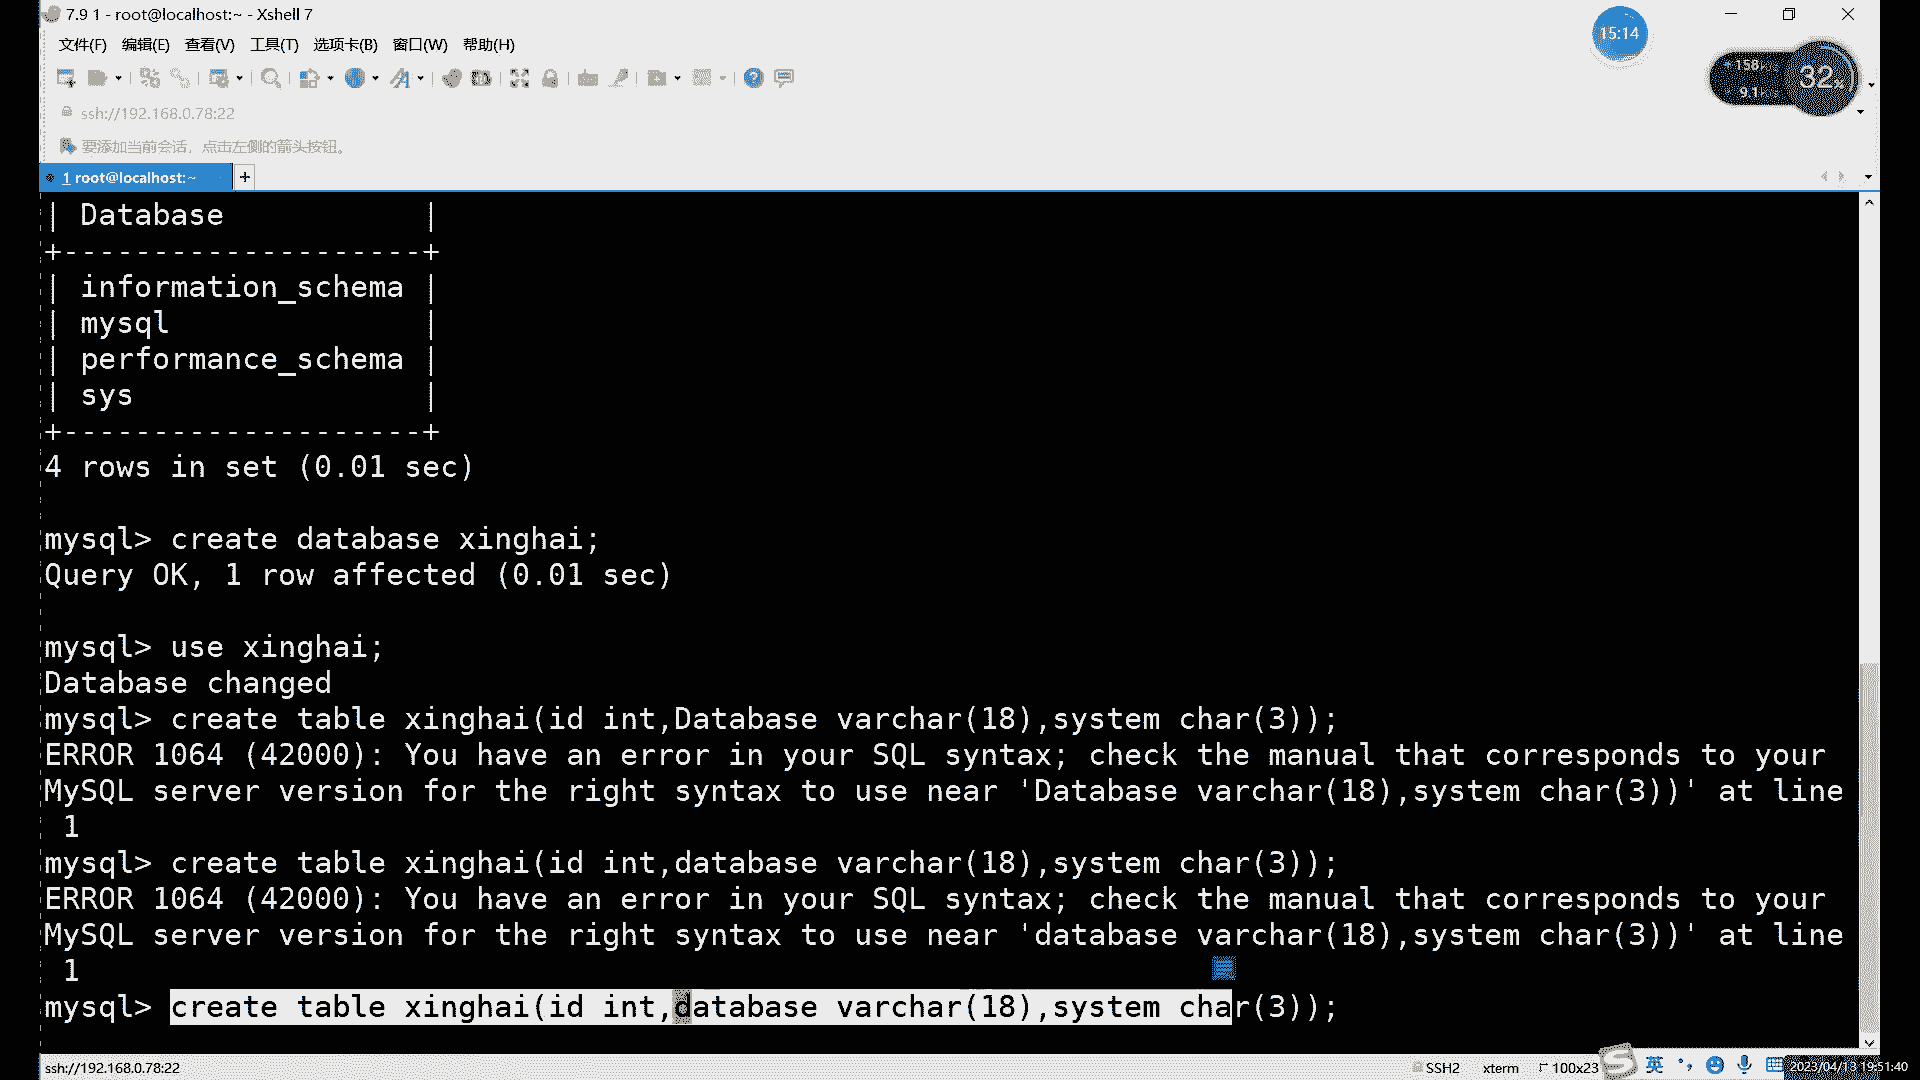 7.9 1 - root@localhost:~ - Xshell 7
15:14
文件(F) 编辑(E) 查看(V) 工具(T) 选项卡(B) 窗口(W) 帮助(H)
158
32%
9.1
ssh://192.168.0.78:22
要添加当前会话，点击左侧的箭头按钮。
1 root@localhost:~
+
| Database           |
+--------------------+
| information_schema |
| mysql              |
| performance_schema |
| sys                |
+--------------------+
4 rows in set (0.01 sec)
mysql> create database xinghai;
Query OK, 1 row affected (0.01 sec)
mysql> use xinghai;
Database changed
mysql> create table xinghai(id int,Database varchar(18),system char(3));
ERROR 1064 (42000): You have an error in your SQL syntax; check the manual that corresponds to your
MySQL server version for the right syntax to use near 'Database varchar(18),system char(3))' at line
1
mysql> create table xinghai(id int,database varchar(18),system char(3));
ERROR 1064 (42000): You have an error in your SQL syntax; check the manual that corresponds to your
MySQL server version for the right syntax to use near 'database varchar(18),system char(3))' at line
1
mysql> create table xinghai(id int,database varchar(18),system char(3));
ssh://192.168.0.78:22
SSH2
xterm
100x23
英
2023/04/13 19:51:40